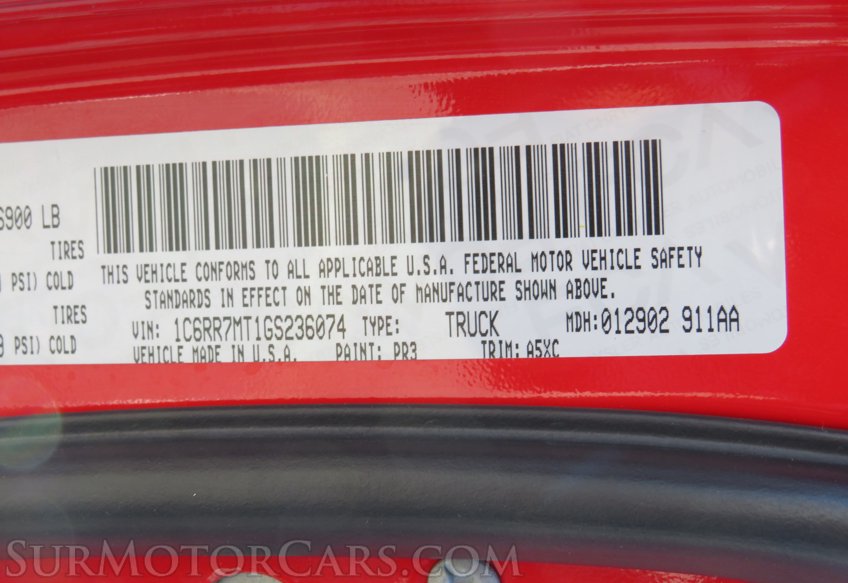 6900 LB
TIRES
PSI) COLD
PSI) COLD
THIS VEHICLE CONFORMS TO ALL APPLICABLE U.S.A. FEDERAL MOTOR VEHICLE SAFETY
STANDARDS IN EFFECT ON THE DATE OF MANUFACTURE SHOWN ABOVE.
VIN: 1C6RR7MT1GS236074 TYPE: TRUCK MDH:012902 911AA
VEHICLE MADE IN U.S.A. PAINT: PR3 TRIM: A5XC
SurMotorCars.com